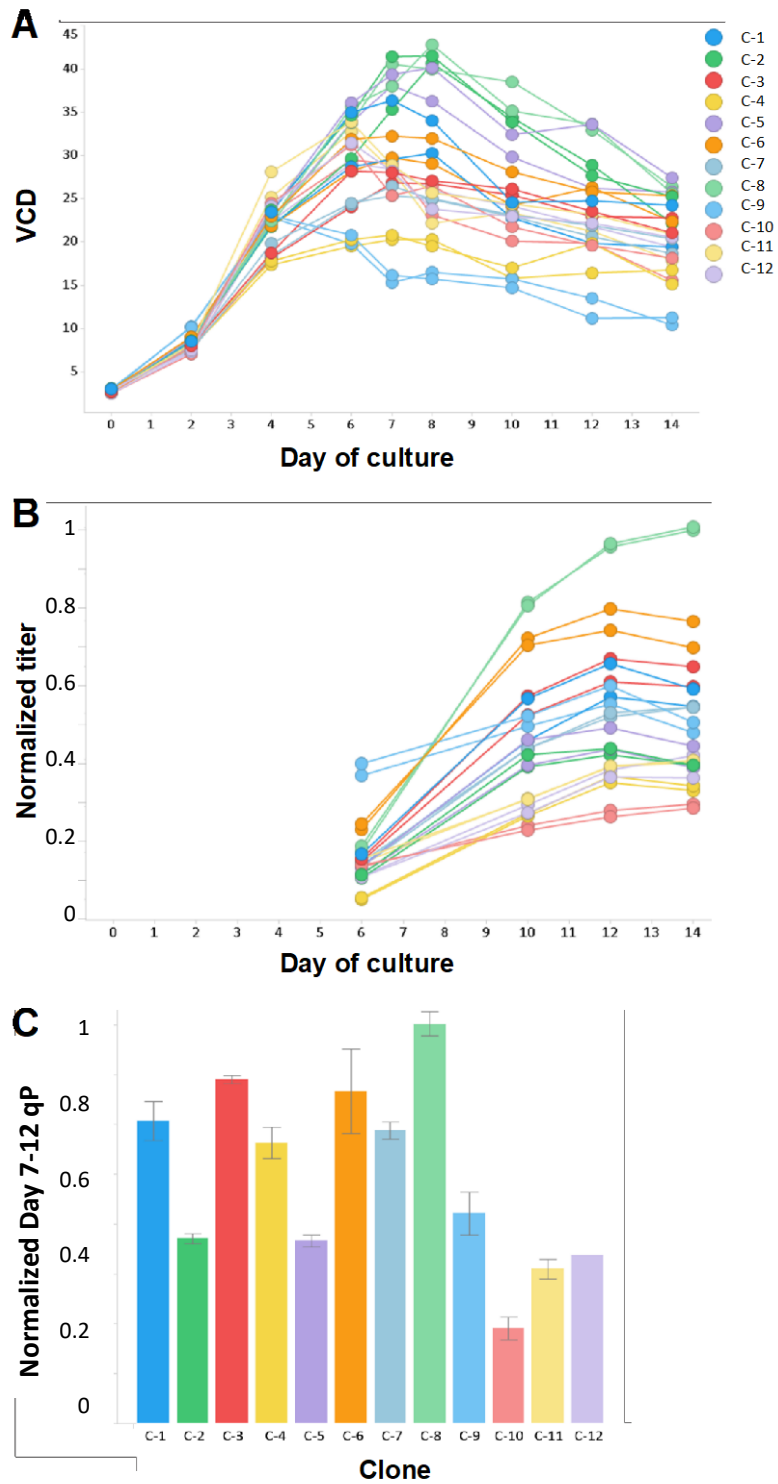 A
45
40
35
30
25
20
15
10
5
VCD
0 1 2 3 4 5 6 7 8 9 10 12 13 14
Day of culture
C-1
C-2
C-3
C-4
C-5
C-6
C-7
C-8
C-9
C-10
C-11
C-12
B
1
0.8
0.6
0.4
0.2
0
Normalized titer
0 1 2 3 4 5 6 7 8 9 10 11 12 13 14
Day of culture
C
1
0.8
0.6
0.4
0.2
0
Normalized Day 7-12 qP
C-1 C-2 C-3 C-4 C-5 C-6 C-7 C-8 C-9 C-10 C-11 C-12
Clone